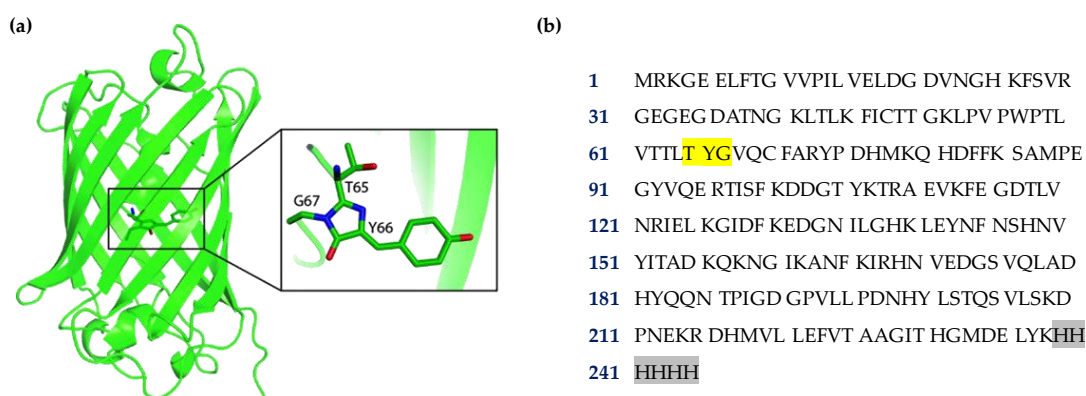 (a)
T65
G67
Y66
(b)
1 MRKGE ELFTG VVPIL VELDG DVNGH KFSVR
31 GEGEG DATNG KLTLK FICTT GKLPV PWPTL
61 VTTLT YGVQC FARYP DHMKQ HDFFK SAMPE
91 GYVQE RTISF KDDGT YKTRA EVKFE GDTLV
121 NRIEL KGIDF KEDGN ILGHK LEYNF NSHNV
151 YITAD KQKNG IKANF KIRHN VEDGS VQLAD
181 HYQQN TPIGD GPVLL PDNHY LSTQS VLSKD
211 PNEKR DHMVL LEFVT AAGIT HGMDE LYKHH
241 HHHH